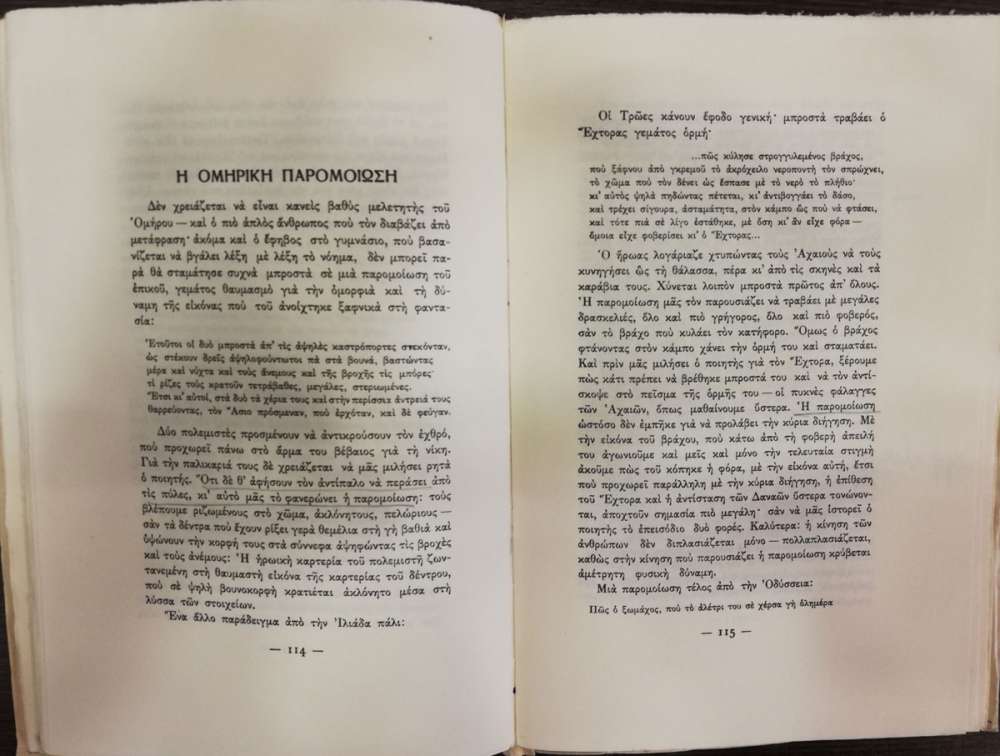 Η ΟΜΗΡΙΚΗ ΠΑΡΟΜΟΙΩΣΗ
Δὲν χρειάζεται νὰ εἶναι κανεὶς βαθὺς μελετητὴς τοῦ
Ὁμήρου — καὶ ὁ πιὸ ἁπλὸς ἄνθρωπος ποὺ τὸν διαβάζει ἀπὸ
μετάφραση· ἀκόμα καὶ ὁ ἔφηβος στὸ γυμνάσιο, ποὺ βασα-
νίζεται νὰ βγάλει λέξη μὲ λέξη τὸ νόημα, δὲν μπορεῖ πα-
ρὰ θὰ σταμάτησε συχνὰ μπροστὰ σὲ μιὰ παρομοίωση τοῦ
ἐπικοῦ, γεμάτος θαυμασμὸ γιὰ τὴν ὀμορφιὰ καὶ τὴ δύ-
ναμη τῆς εἰκόνας ποὺ τοῦ ἀνοίχτηκε ξαφνικὰ στὴ φαντα-
σία:
Ἐτοῦτοι οἱ δυὸ μπροστὰ ἀπ' τὶς ἀψηλὲς καστρόπορτες στεκόνταν,
ὡς στέκουν δρεῖς ἀψηλοφούντωτοι πὰ στὰ βουνά, βαστώντας
μέρα καὶ νύχτα καὶ τοὺς ἄνεμους καὶ τῆς βροχῆς τὶς μπόρες·
τὶ ρίζες τοὺς κρατοῦν τετράβαθες, μεγάλες, στεριωμένες.
Ἔτσι κι' αὐτοί, στὰ δυὸ τὰ χέρια τους καὶ στὴν περίσσια ἀντρειά τους
θαρρεύοντας, τὸν Ἄσιο πρόσμεναν, ποὺ ἐρχόταν, καὶ δὲ φεύγαν.
Δύο πολεμιστὲς προσμένουν νὰ ἀντικρούσουν τὸν ἐχθρό,
ποὺ προχωρεῖ πάνω στὸ ἅρμα του βέβαιος γιὰ τὴ νίκη.
Γιὰ τὴν παλικαριά τους δὲ χρειάζεται νὰ μᾶς μιλήσει ρητὰ
ὁ ποιητής. Ὅτι δὲ θ' ἀφήσουν τὸν ἀντίπαλο νὰ περάσει ἀπὸ
τὶς πύλες, κι' αὐτὸ μᾶς τὸ φανερώνει ἡ παρομοίωση: τοὺς
βλέπουμε ριζωμένους στὸ χῶμα, ἀκλόνητους, πελώριους —
σὰν τὰ δέντρα ποὺ ἔχουν ρίξει γερὰ θεμέλια στὴ γῆ βαθιὰ καὶ
ὑψώνουν τὴν κορφή τους στὰ σύννεφα ἀψηφώντας τὶς βροχὲς
καὶ τοὺς ἀνέμους: Ἡ ἡρωικὴ καρτερία τοῦ πολεμιστῆ ζων-
τανεμένη στὴ θαυμαστὴ εἰκόνα τῆς καρτερίας τοῦ δέντρου,
ποὺ σὲ ψηλὴ βουνοκορφὴ κρατιέται ἀκλόνητο μέσα στὴ
λύσσα τῶν στοιχείων.
Ἕνα ἄλλο παράδειγμα ἀπὸ τὴν Ἰλιάδα πάλι:
— 114 —
Οἱ Τρῶες κάνουν ἔφοδο γενική· μπροστὰ τραβάει ὁ
Ἕχτορας γεμάτος ὁρμή·
...πῶς κύλησε στρογγυλεμένος βράχος,
ποὺ ξάφνου ἀπὸ γκρεμοῦ τὸ ἀκρόχειλο νεροποντὴ τὸν σπρώχνει,
τὸ χῶμα ποὺ τὸν δένει ὡς ἔσπασε μὲ τὸ νερὸ τὸ πλήθιο·
κι' αὐτὸς ψηλὰ πηδώντας πέτεται, κι' ἀντιβογγάει τὸ δάσο,
καὶ τρέχει σίγουρα, ἀσταμάτητα, στὸν κάμπο ὡς ποὺ νὰ φτάσει,
καὶ τότε πιὰ σὲ λίγο ἐστάθηκε, μὲ ὅση κι' ἂν εἶχε φόρα —
ὅμοια εἶχε φοβερίσει κι' ὁ Ἕχτορας...
Ὁ ἥρωας λογάριαζε χτυπώντας τοὺς Ἀχαιοὺς νὰ τοὺς
κυνηγήσει ὡς τὴ θάλασσα, πέρα κι' ἀπὸ τὶς σκηνὲς καὶ τὰ
καράβια τους. Χύνεται λοιπὸν μπροστὰ πρῶτος ἀπ' ὅλους.
Ἡ παρομοίωση μᾶς τὸν παρουσιάζει νὰ τραβάει μὲ μεγάλες
δρασκελιές, ὅλο καὶ πιὸ γρήγορος, ὅλο καὶ πιὸ φοβερός,
σὰν τὸ βράχο ποὺ κυλάει τὸν κατήφορο. Ὅμως ὁ βράχος
φτάνοντας στὸν κάμπο χάνει τὴν ὁρμή του καὶ σταματάει.
Καὶ πρὶν μᾶς μιλήσει ὁ ποιητὴς γιὰ τὸν Ἕχτορα, ξέρουμε
πὼς κάτι πρέπει νὰ βρέθηκε μπροστά του καὶ νὰ τὸν ἀντί-
σκοψε στὸ πεῖσμα τῆς ὁρμῆς του — οἱ πυκνὲς φάλαγγες
τῶν Ἀχαιῶν, ὅπως μαθαίνουμε ὕστερα. Ἡ παρομοίωση
ὡστόσο δὲν ἐμπῆκε γιὰ νὰ προλάβει τὴν κύρια διήγηση. Μὲ
τὴν εἰκόνα τοῦ βράχου, ποὺ κάτω ἀπὸ τὴ φοβερὴ ἀπειλή
του ἀγωνιοῦμε καὶ μεῖς καὶ μόνο τὴν τελευταία στιγμὴ
ἀκοῦμε πὼς τοῦ κόπηκε ἡ φόρα, μὲ τὴν εἰκόνα αὐτή, ἔτσι
ποὺ προχωρεῖ παράλληλη μὲ τὴν κύρια διήγηση, ἡ ἐπίθεση
τοῦ Ἕχτορα καὶ ἡ ἀντίσταση τῶν Δαναῶν ὕστερα τονώνον-
ται, ἀποχτοῦν σημασία πιὸ μεγάλη· σὰν νὰ μᾶς ἱστορεῖ ὁ
ποιητὴς τὸ ἐπεισόδιο δυὸ φορές. Καλύτερα: ἡ κίνηση τῶν
ἀνθρώπων δὲν διπλασιάζεται μόνο — πολλαπλασιάζεται,
καθὼς στὴν κίνηση ποὺ παρουσιάζει ἡ παρομοίωση κρύβεται
ἀμέτρητη φυσικὴ δύναμη.
Μιὰ παρομοίωση τέλος ἀπὸ τὴν Ὀδύσσεια:
Πῶς ὁ ξωμάχος, ποὺ τὸ ἀλέτρι του σὲ χέρσα γῆ ὁλημέρα
— 115 —